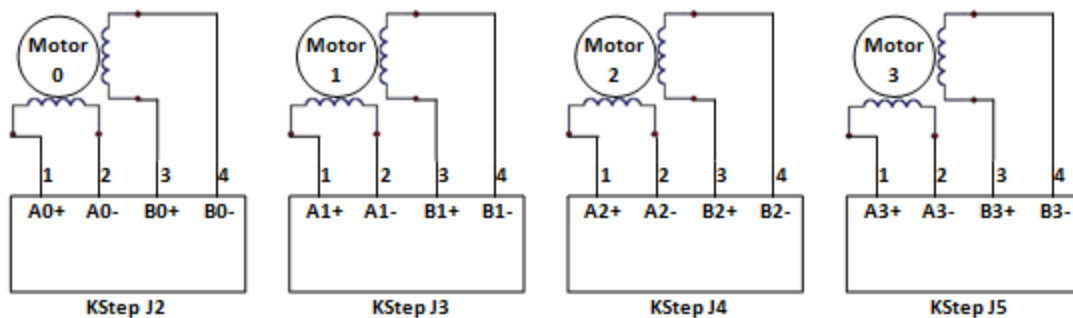 Motor 0
Motor 1
Motor 2
Motor 3
1 2 3 4
1 2 3 4
1 2 3 4
1 2 3 4
A0+ A0- B0+ B0-
A1+ A1- B1+ B1-
A2+ A2- B2+ B2-
A3+ A3- B3+ B3-
KStep J2
KStep J3
KStep J4
KStep J5